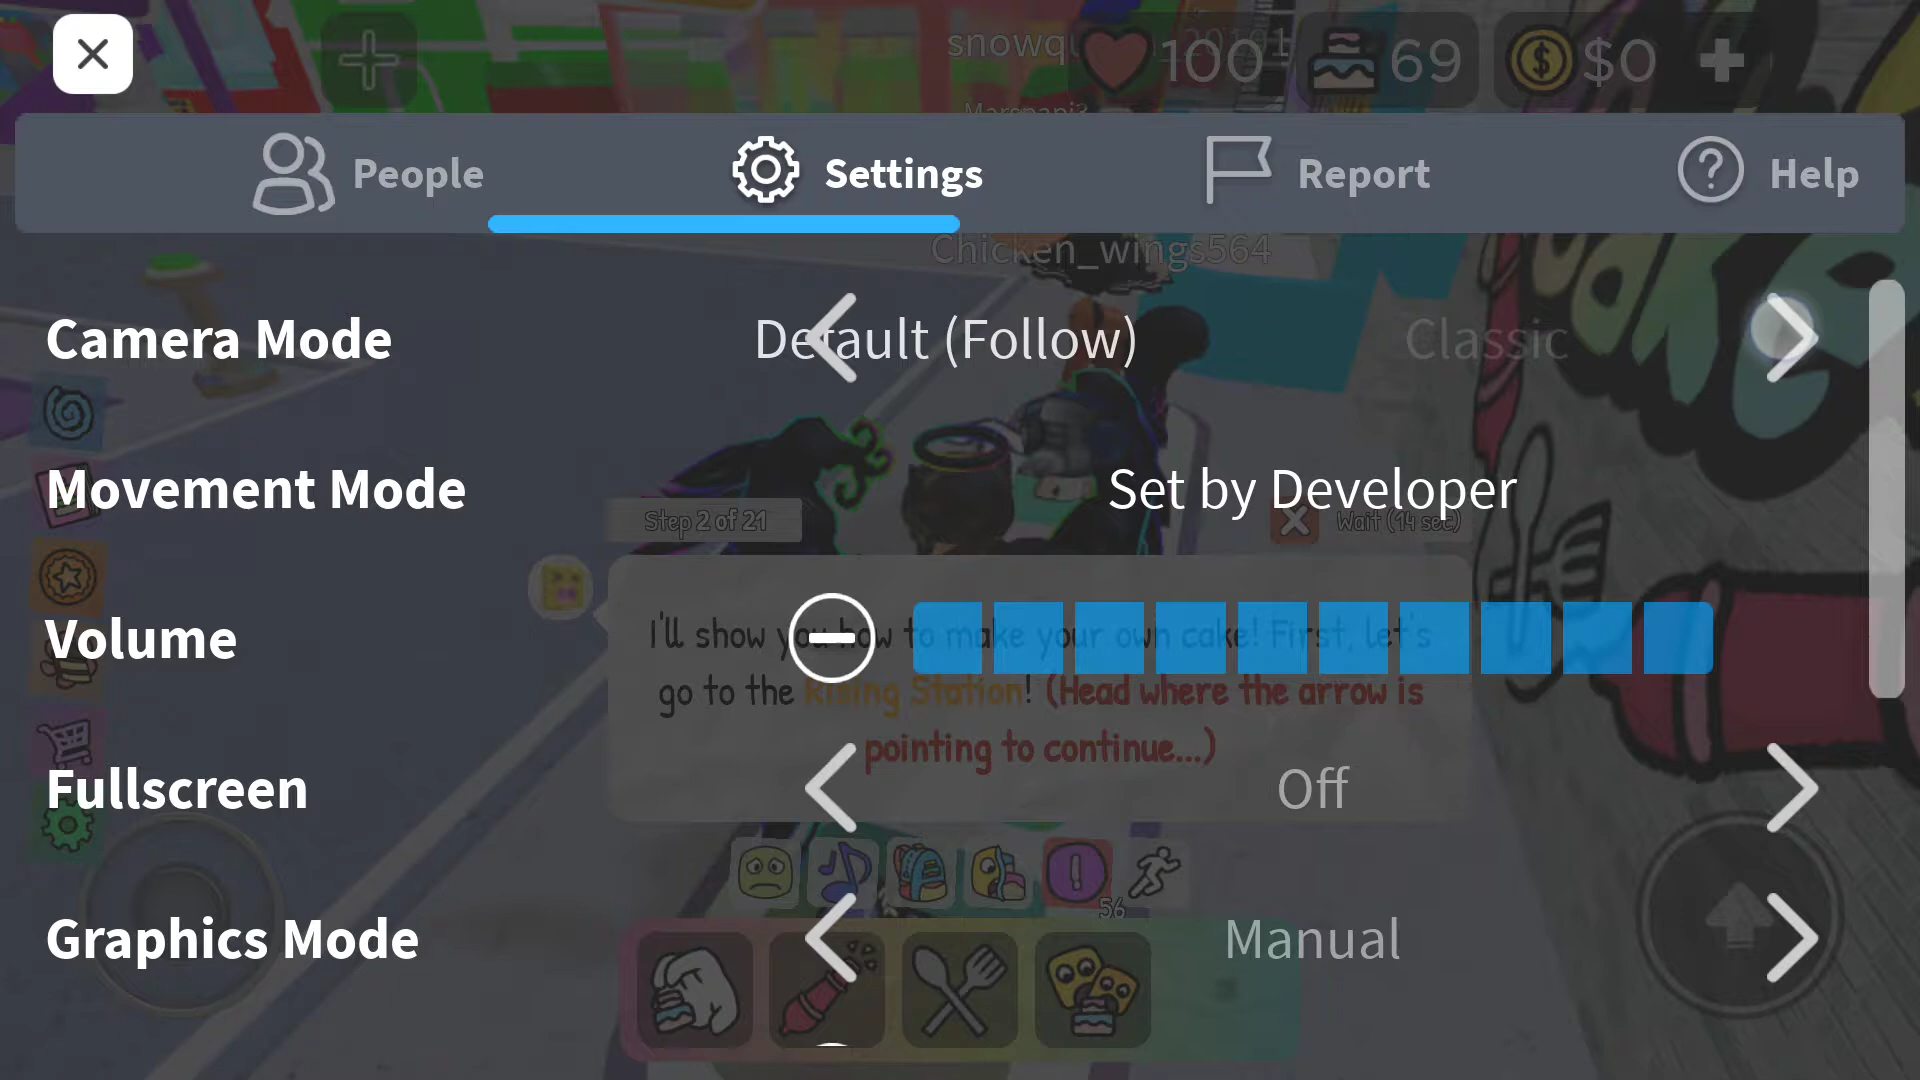 100
69
$0
People
Settings
Report
Help
Chicken_wings564
Camera Mode
Default (Follow)
Classic
Movement Mode
Set by Developer
Step 2 of 21
Wait (14 sec)
Volume
I'll show you how to make your own cake! First, let's
go to the Station! (Head where the arrow is
pointing to continue...)
Fullscreen
Off
56
Graphics Mode
Manual